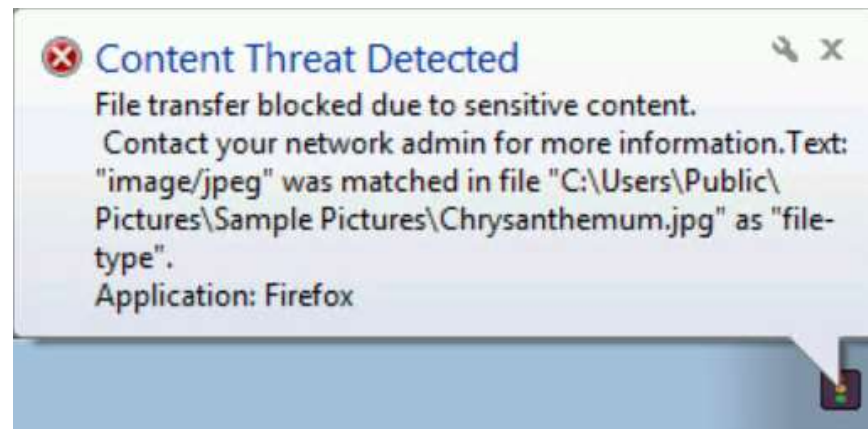 Content Threat Detected
File transfer blocked due to sensitive content.
Contact your network admin for more information.Text:
"image/jpeg" was matched in file "C:\Users\Public\
Pictures\Sample Pictures\Chrysanthemum.jpg" as "file-
type".
Application: Firefox